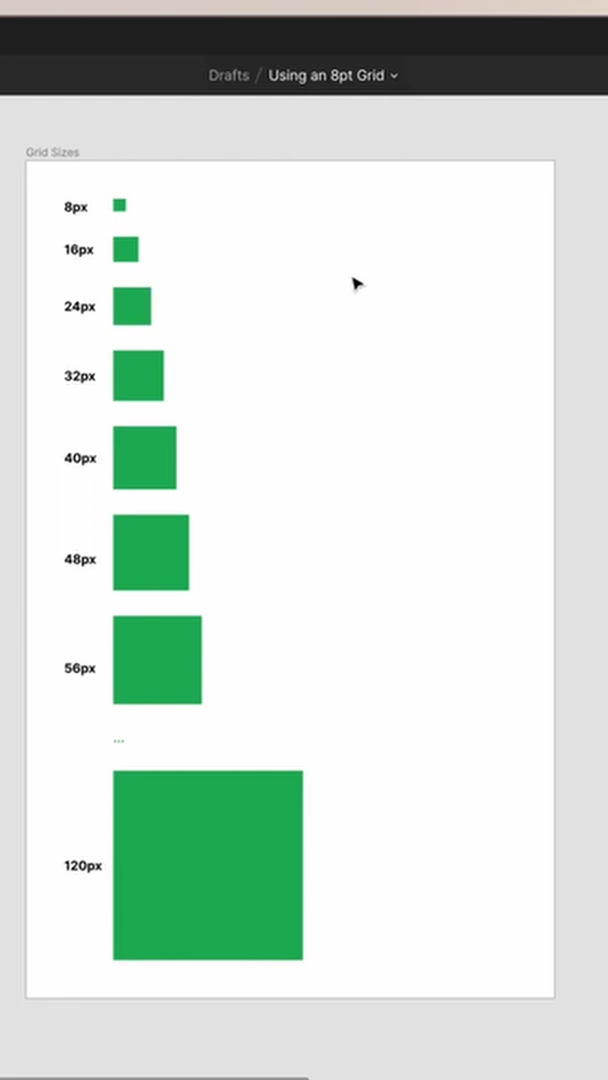 Drafts / Using an 8pt Grid
Grid Sizes
8px
16px
24px
32px
40px
48px
56px
...
120px